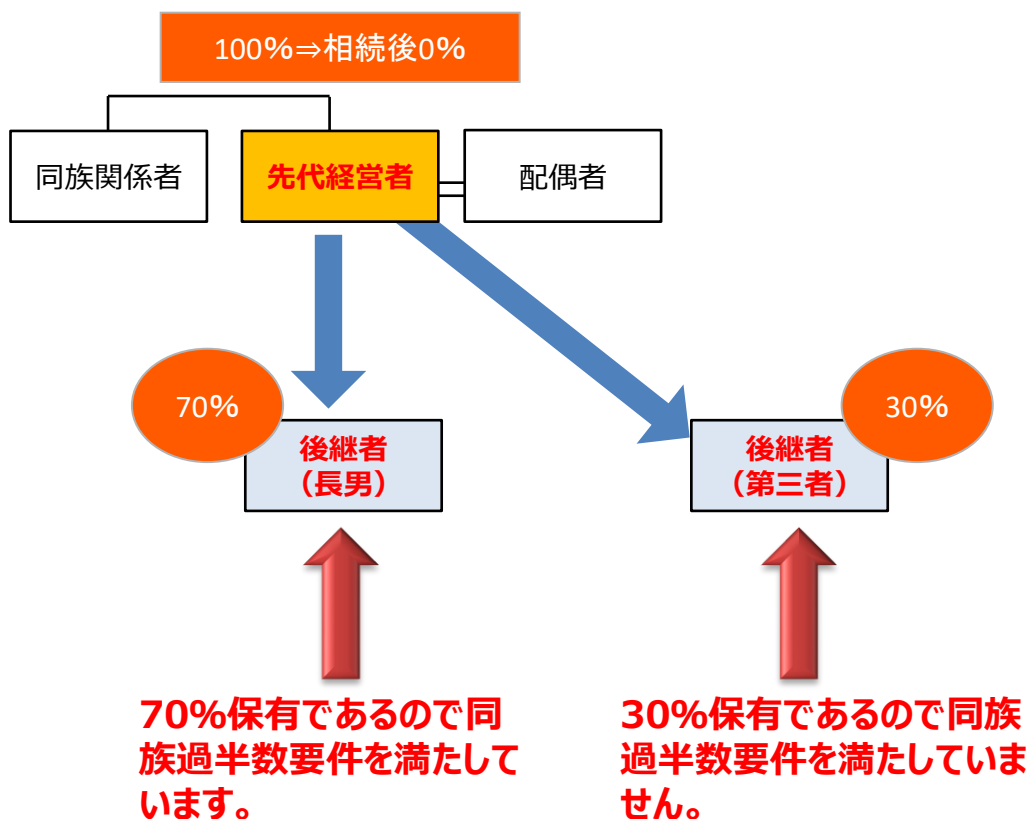 100%⇒相続後0%
同族関係者
先代経営者
配偶者
70%
30%
後継者
（長男）
後継者
（第三者）
70%保有であるので同
族過半数要件を満たして
います。
30%保有であるので同族
過半数要件を満たしていま
せん。